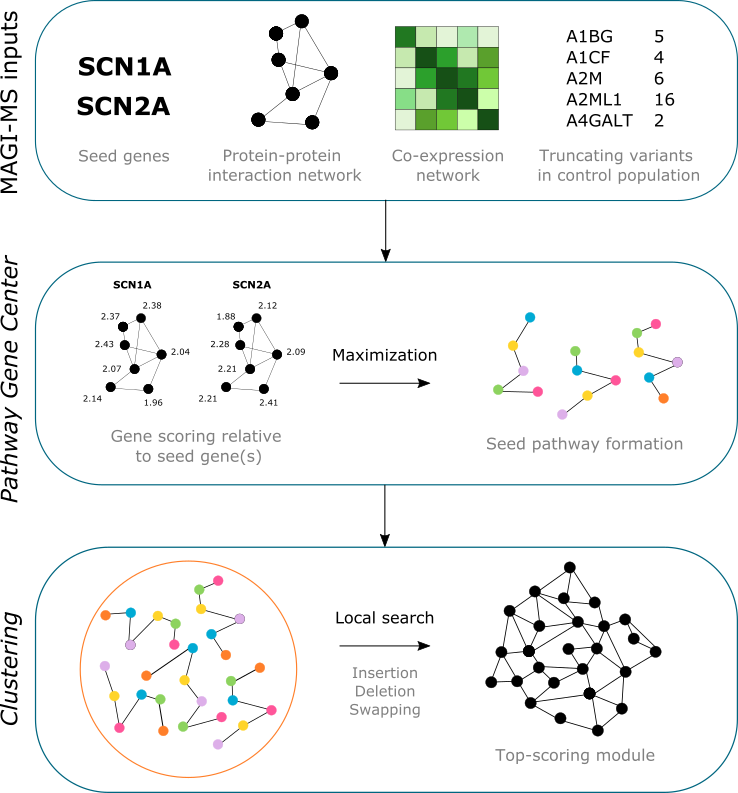 MAGI-MS inputs
SCN1A
SCN2A
Seed genes
Protein-protein
interaction network
Co-expression
network
A1BG 5
A1CF 4
A2M 6
A2ML1 16
A4GALT 2
Truncating variants
in control population
Pathway Gene Center
SCN1A
2.38
2.37
2.43
2.04
2.07
2.14
1.96
SCN2A
2.12
1.88
2.28
2.09
2.21
2.21
2.41
Gene scoring relative
to seed gene(s)
Maximization
Seed pathway formation
Clustering
Local search
Insertion
Deletion
Swapping
Top-scoring module